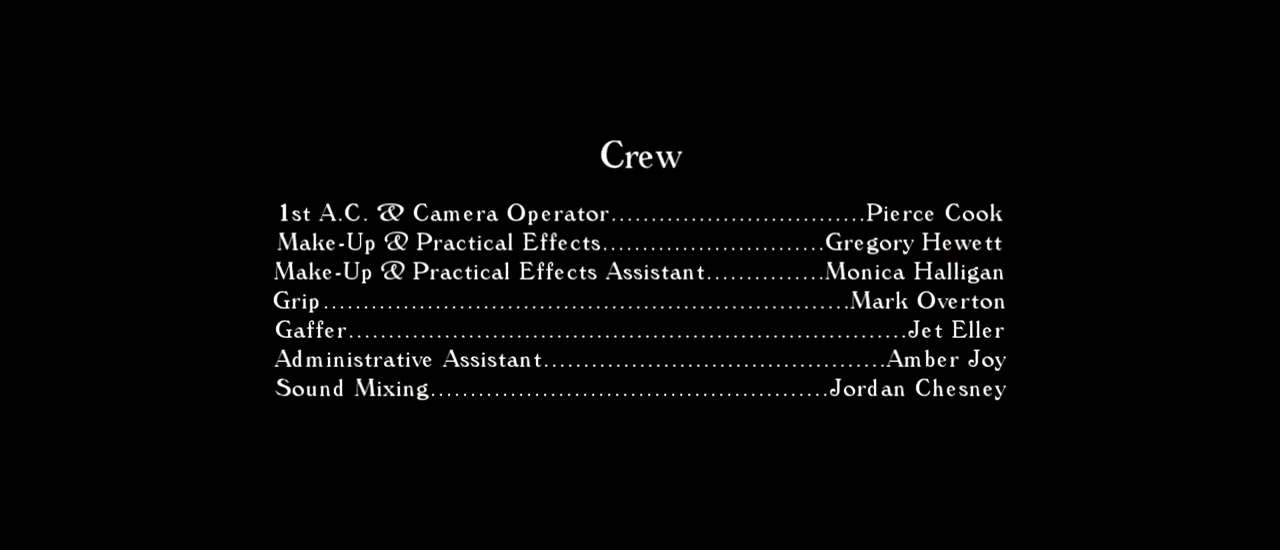 Crew
1st A.C. & Camera Operator................................Pierce Cook
Make-Up & Practical Effects............................Gregory Hewett
Make-Up & Practical Effects Assistant...............Monica Halligan
Grip..................................................................Mark Overton
Gaffer......................................................................Jet Eller
Administrative Assistant...........................................Amber Joy
Sound Mixing..................................................Jordan Chesney